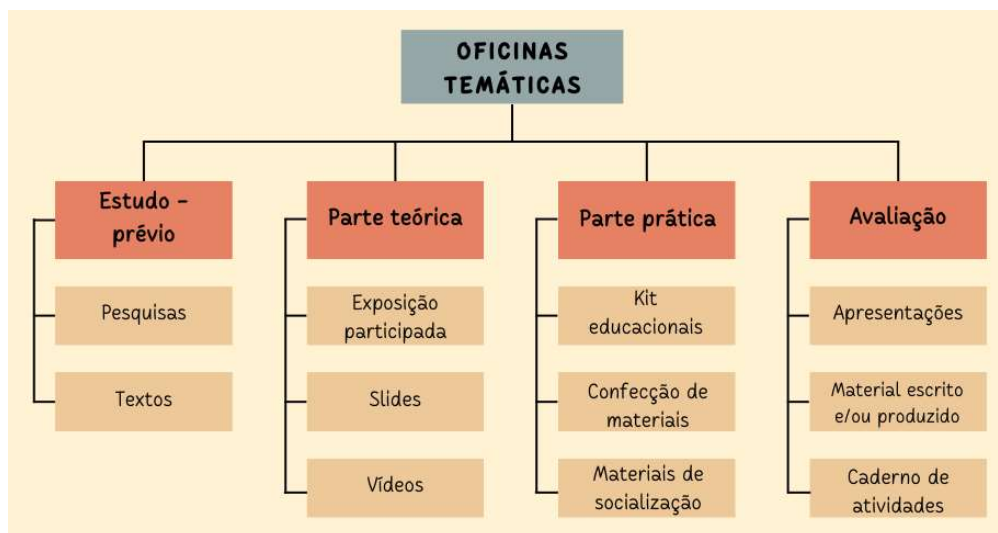 OFICINAS
TEMÁTICAS
Estudo -
prévio
Pesquisas
Textos
Parte teórica
Exposição
participada
Slides
Vídeos
Parte prática
Kit
educacionais
Confecção de
materiais
Materiais de
socialização
Avaliação
Apresentações
Material escrito
e/ou produzido
Caderno de
atividades